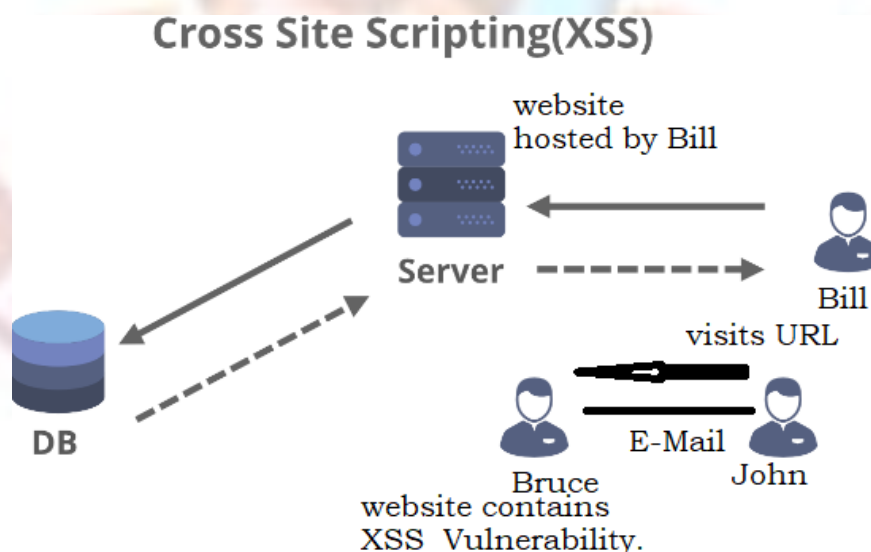 Cross Site Scripting(XSS)
website
hosted by Bill
Server
Bill
visits URL
DB
E-Mail
Bruce
John
website contains
XSS Vulnerability.